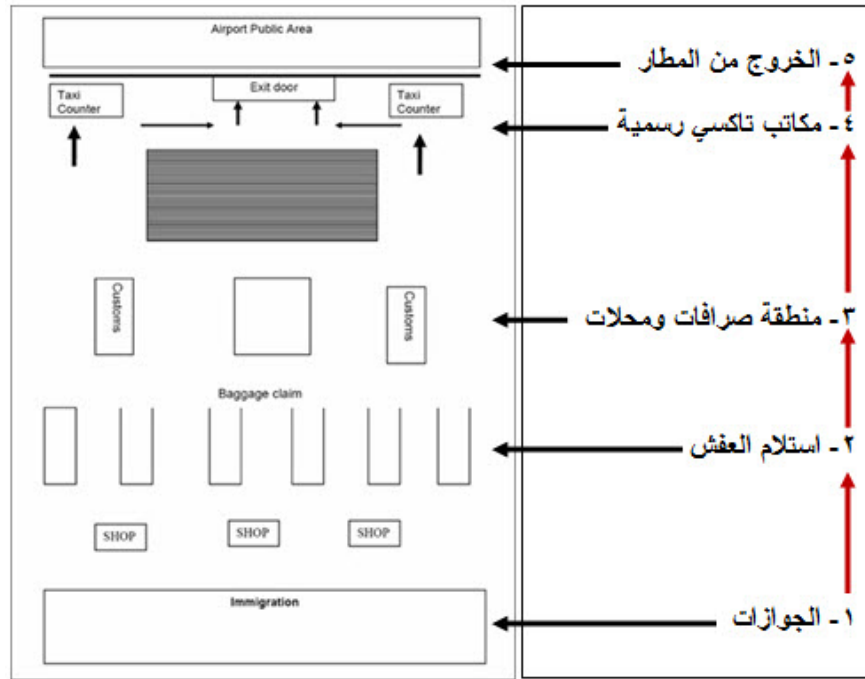 Airport Public Area
Exit door
Taxi
Counter
Taxi
Counter
Customs
Customs
Baggage claim
SHOP
SHOP
SHOP
Immigration
٥ - الخروج من المطار
٤ - مكاتب تاكسي رسمية
٣ - منطقة صرافات ومحلات
٢ - استلام العفش
١ - الجوازات